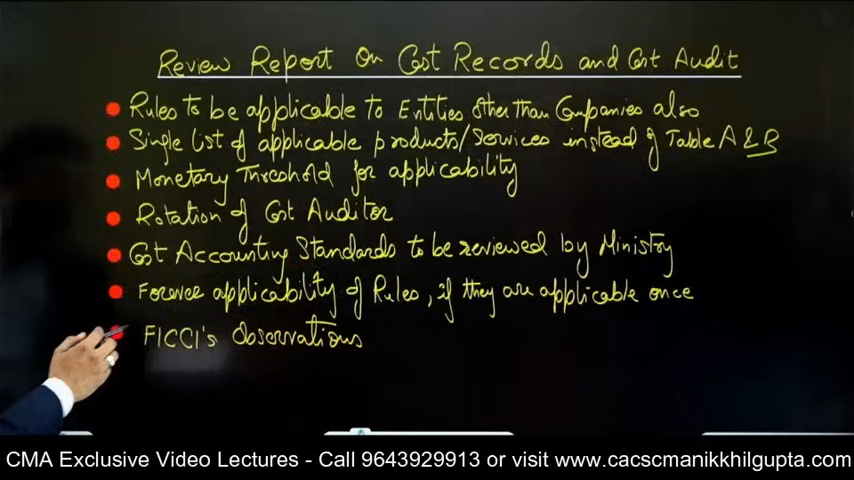 Review Report On Cost Records and Cost Audit
Rules to be applicable to Entities other than Companies also
Single list of applicable products/services instead of Table A & B
Monetary Threshold for applicability
Rotation of Cost Auditor
Cost Accounting Standards to be reviewed by Ministry
Forever applicability of Rules, if they are applicable once
FICCI's Observations
CMA Exclusive Video Lectures - Call 9643929913 or visit www.cacscmanikkhilgupta.com